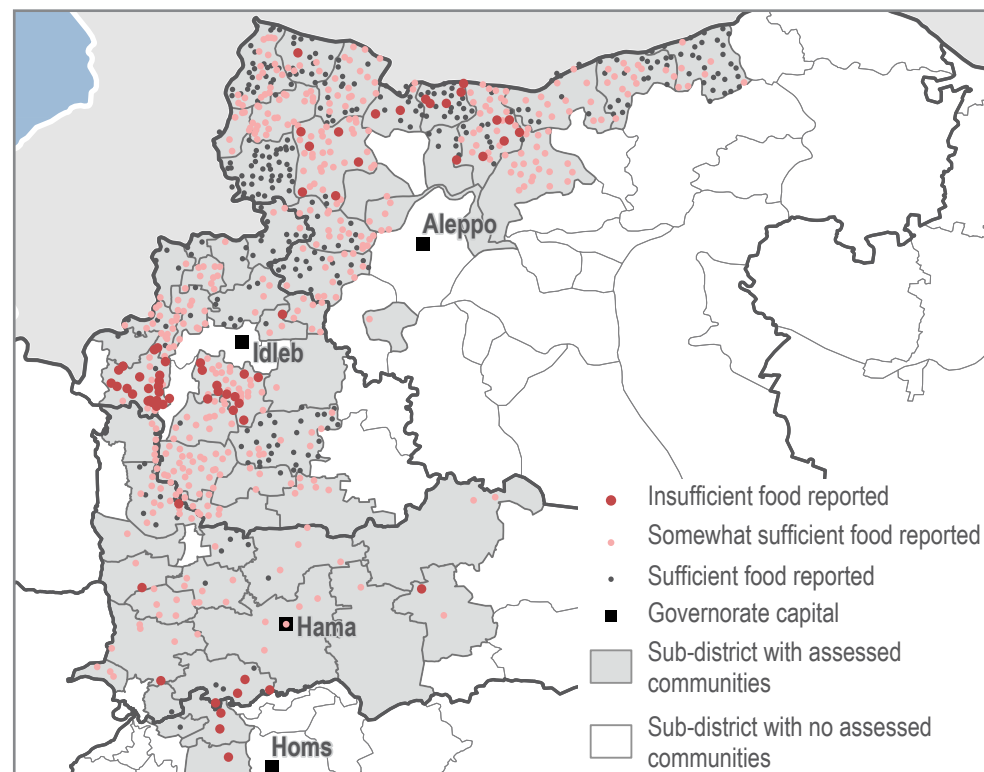 Aleppo
Idleb
Insufficient food reported
Somewhat sufficient food reported
Sufficient food reported
Governorate capital
Hama
Sub-district with assessed
communities
Sub-district with no assessed
communities
Homs